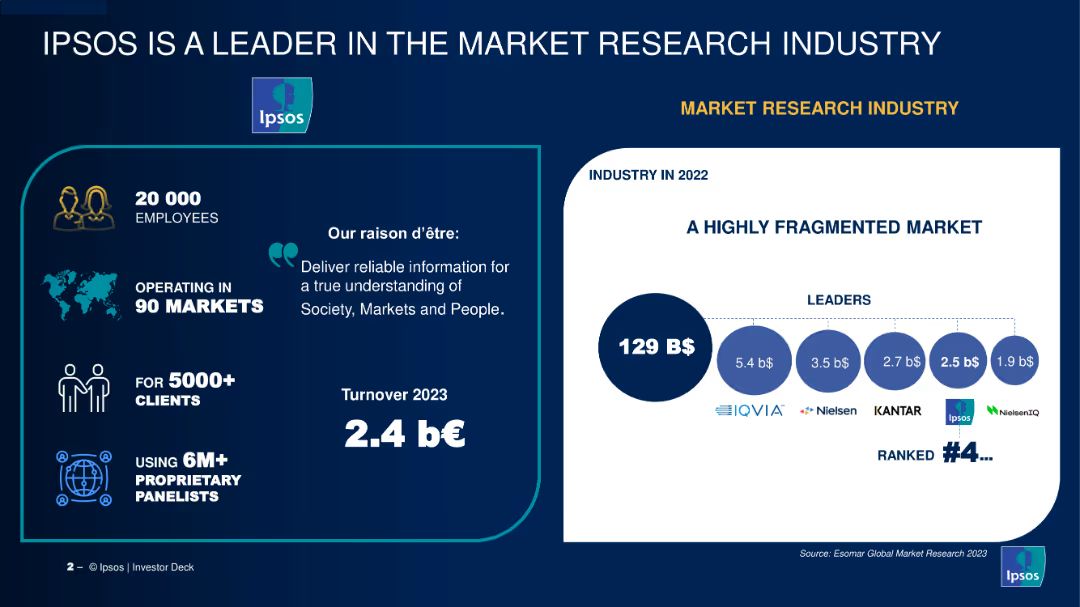 IPSOS IS A LEADER IN THE MARKET RESEARCH INDUSTRY
Ipsos
20 000
EMPLOYEES
OPERATING IN
90 MARKETS
FOR 5000+
CLIENTS
USING 6M+
PROPRIETARY
PANELISTS
Our raison d’être:
Deliver reliable information for
a true understanding of
Society, Markets and People.
Turnover 2023
2.4 b€
MARKET RESEARCH INDUSTRY
INDUSTRY IN 2022
A HIGHLY FRAGMENTED MARKET
LEADERS
129 B$
5.4 b$
3.5 b$
2.7 b$
2.5 b$
1.9 b$
IQVIA
Nielsen
KANTAR
Ipsos
NielsenIQ
RANKED #4...
Source: Esomar Global Market Research 2023
2 – © Ipsos | Investor Deck
Ipsos